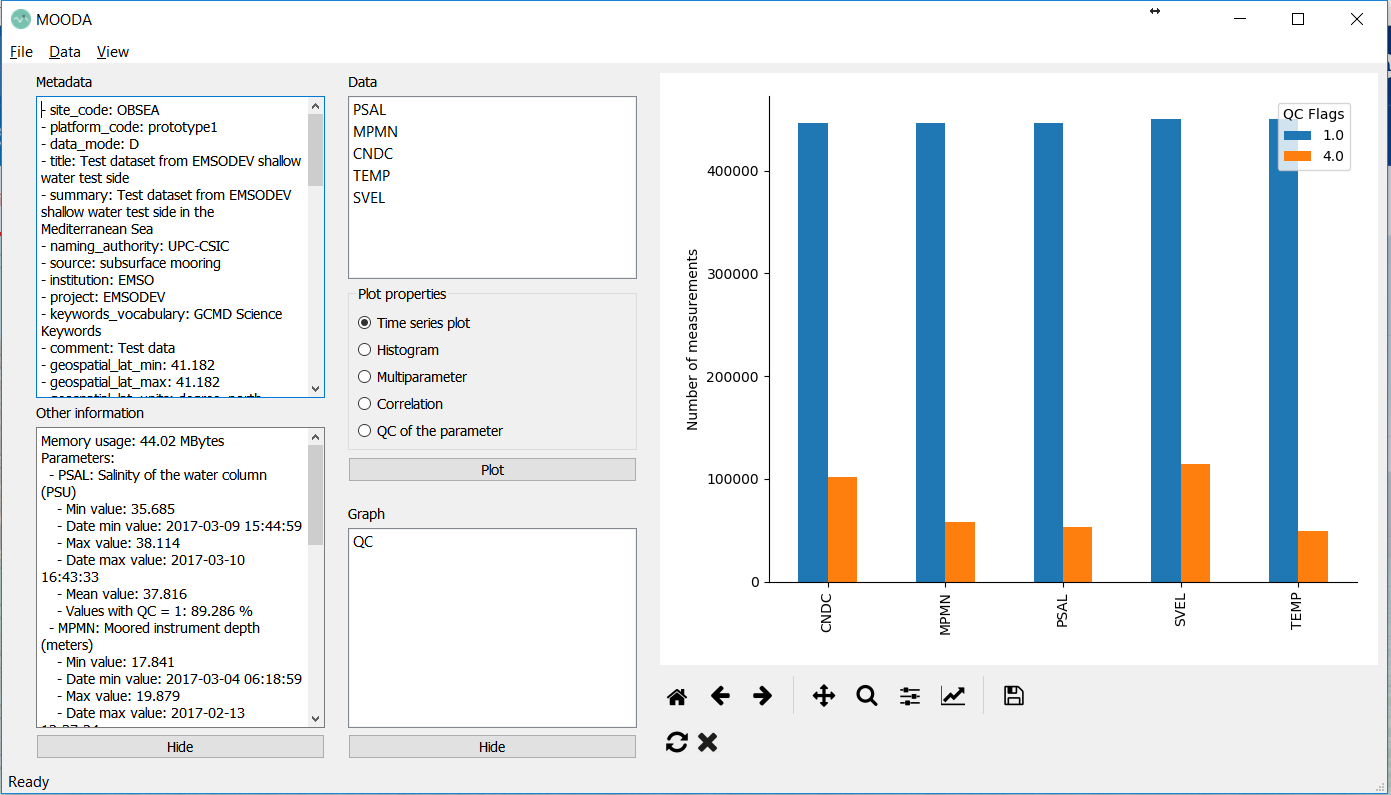 MOODA
File Data View
Metadata
- site_code: OBSEA
- platform_code: prototype1
- data_mode: D
- title: Test dataset from EMSODEV shallow
water test side
- summary: Test dataset from EMSODEV
shallow water test side in the
Mediterranean Sea
- naming_authority: UPC-CSIC
- source: subsurface mooring
- institution: EMSO
- project: EMSODEV
- keywords_vocabulary: GCMD Science
Keywords
- comment: Test data
- geospatial_lat_min: 41.182
- geospatial_lat_max: 41.182
Other information
Memory usage: 44.02 MBytes
Parameters:
- PSAL: Salinity of the water column
(PSU)
- Min value: 35.685
- Date min value: 2017-03-09 15:44:59
- Max value: 38.114
- Date max value: 2017-03-10
16:43:33
- Mean value: 37.816
- Values with QC = 1: 89.286 %
- MPMN: Moored instrument depth
(meters)
- Min value: 17.841
- Date min value: 2017-03-04 06:18:59
- Max value: 19.879
- Date max value: 2017-02-13
Hide
Data
PSAL
MPMN
CNDC
TEMP
SVEL
Plot properties
Time series plot
Histogram
Multiparameter
Correlation
QC of the parameter
Plot
Graph
QC
Hide
QC Flags
1.0
4.0
Number of measurements
400000
300000
200000
100000
0
CNDC
MPMN
PSAL
SVEL
TEMP
Ready